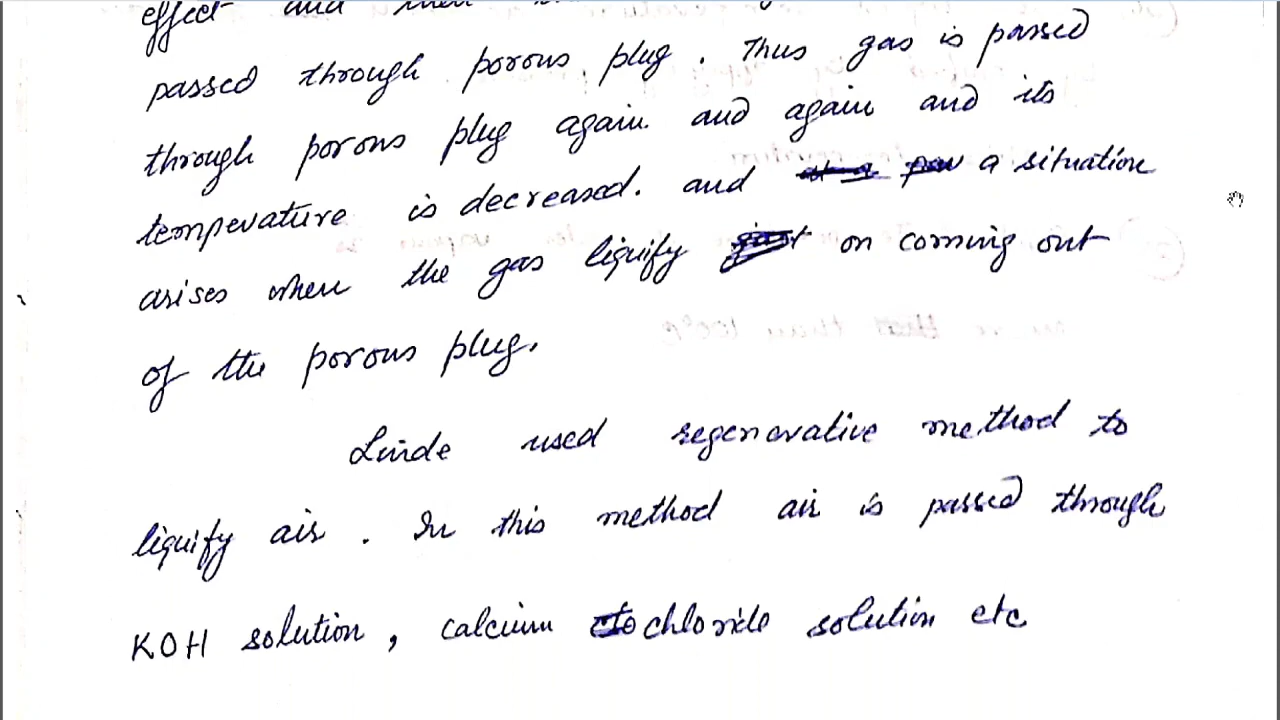 effect and then
passed through porous plug. Thus gas is passed
through porous plug again and again and its
temperature is decreased. and a situation
arises when the gas liquify on coming out
of the porous plug.
Linde used regenerative method to
liquify air. In this method air is passed through
KOH solution, calcium chloride solution etc